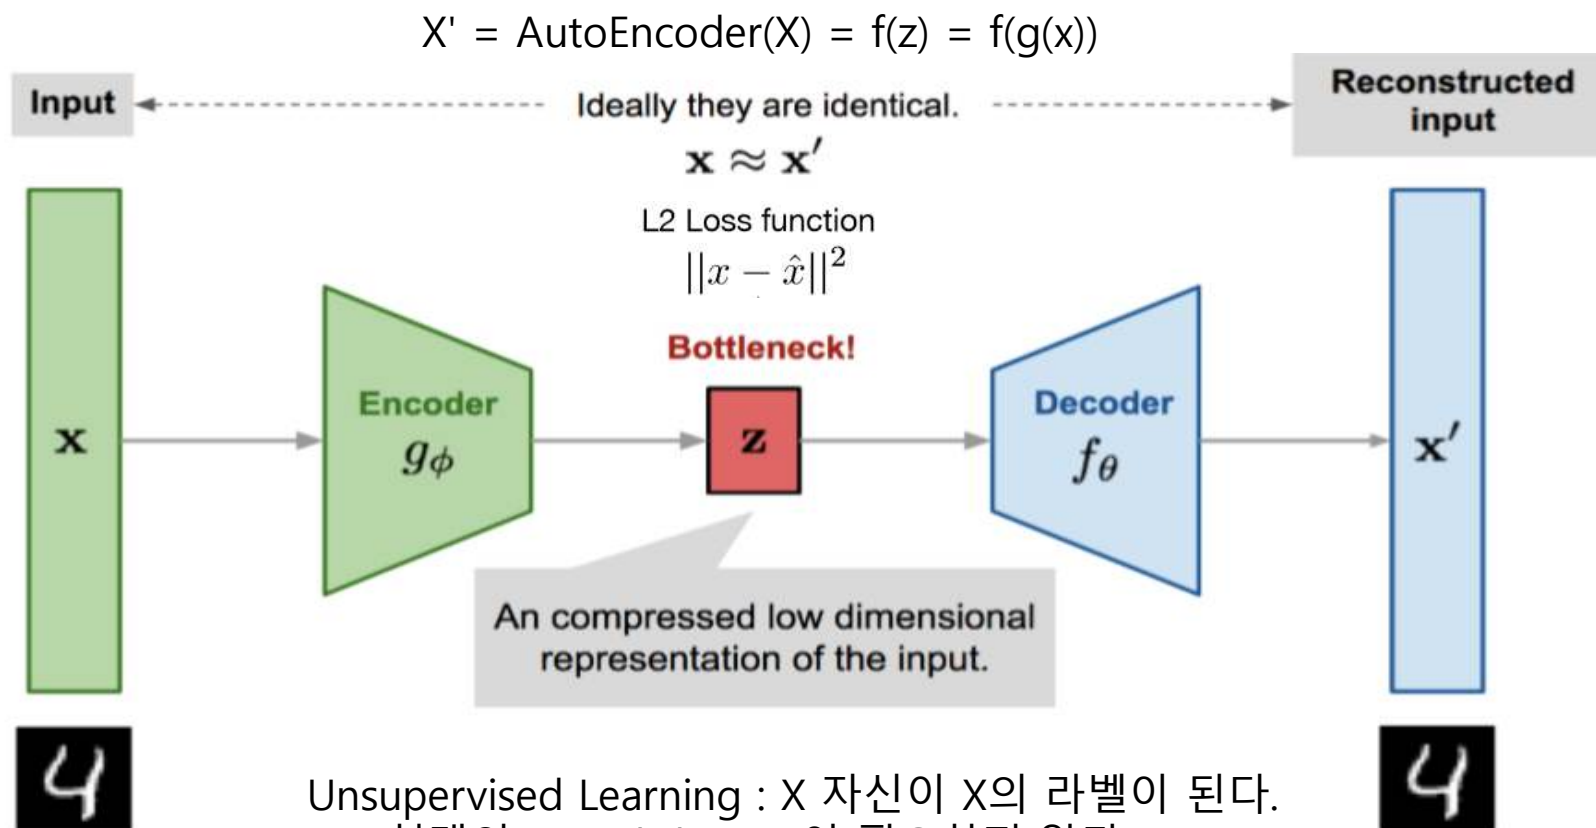 X' = AutoEncoder(X) = f(z) = f(g(x))
Input
Ideally they are identical.
Reconstructed
input
x ≈ x′
L2 Loss function
||x − x̂||²
Bottleneck!
Encoder
gϕ
Decoder
fθ
x
z
x′
An compressed low dimensional
representation of the input.
4
4
Unsupervised Learning : X 자신이 X의 라벨이 된다.